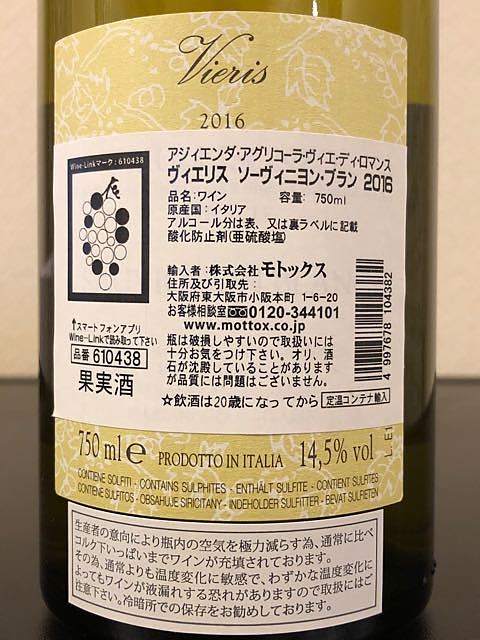 Vieris
2016
Wine-Linkマーク:610438
アジィエンダ・アグリコーラ・ヴィエ・ディ・ロマンス
ヴィエリス ソーヴィニヨン・ブラン 2016
品名:ワイン 容量: 750ml
原産国:イタリア
アルコール分は表、又は裏ラベルに記載
酸化防止剤(亜硫酸塩)
輸入者:株式会社モトックス
住所及び引取先:
大阪府東大阪市小阪本町 1-6-20
お客様相談室 0120-344101
www.mottox.co.jp
瓶は破損しやすいので取扱いには
十分お気をつけ下さい。オリ、酒
石が沈殿していることがあります
が品質には問題はございません。
☆飲酒は20歳になってから 定温コンテナ輸入
↑スマートフォンアプリ
Wine-Linkで読み取って下さい
品番 610438
果実酒
4 997678 104382
750 ml e PRODOTTO IN ITALIA 14,5% vol
L.E1
CONTIENE SOLFITI - CONTAINS SULPHITES - ENTHÄLT SULFITE - CONTIENT SULFITES
CONTIENE SULFITOS - OBSAHUJE SIRICITANY - INDEHOLDER SULFITTER - BEVAT SULFIETEN
生産者の意向により瓶内の空気を極力減らす為、通常に比べ
コルク下いっぱいまでワインが充填されております。
その為、通常よりも温度変化に敏感で、わずかな温度変化に
よってもワインが液漏れする恐れがありますので取扱にはご
注意下さい。冷暗所での保存をお勧めしております。